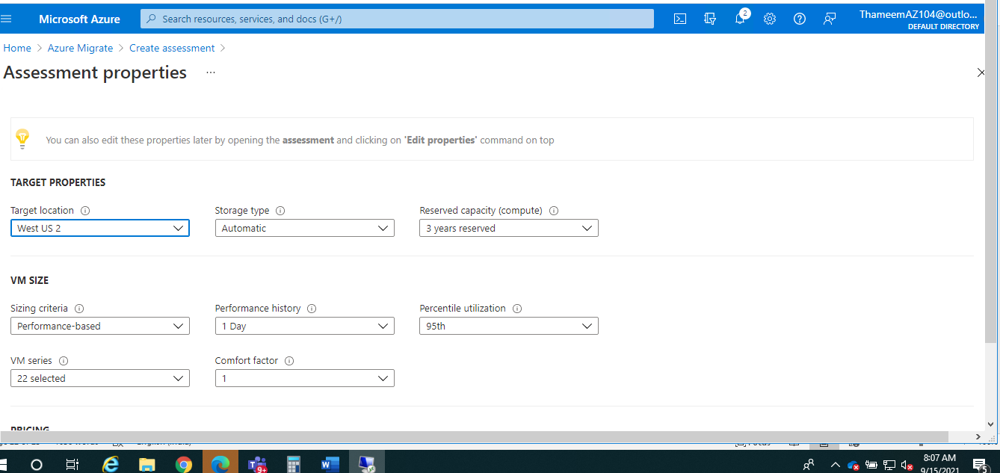 Microsoft Azure
Search resources, services, and docs (G+/)
2
ThameemAZ104@outlo...
DEFAULT DIRECTORY
Home > Azure Migrate > Create assessment >
Assessment properties ...
You can also edit these properties later by opening the assessment and clicking on 'Edit properties' command on top
TARGET PROPERTIES
Target location
Storage type
Reserved capacity (compute)
West US 2
Automatic
3 years reserved
VM SIZE
Sizing criteria
Performance history
Percentile utilization
Performance-based
1 Day
95th
VM series
Comfort factor
22 selected
1
PRICING
9+
8:07 AM
9/15/2021
5